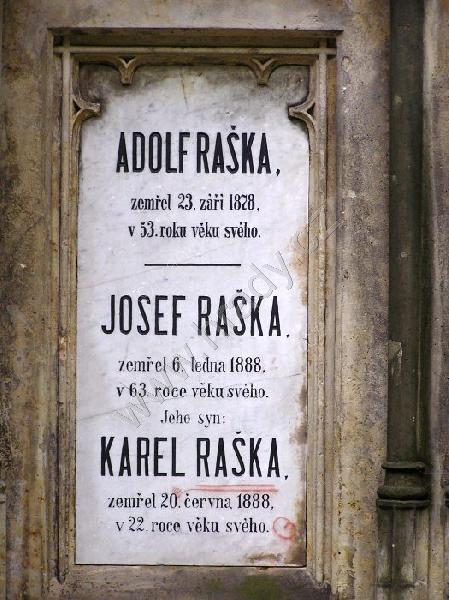 ADOLF RAŠKA,
zemřel 23. září 1878,
v 53. roku věku svého.
JOSEF RAŠKA,
zemřel 6. ledna 1888,
v 63. roce věku svého.
Jeho syn:
KAREL RAŠKA,
zemřel 20. června 1888,
v 22. roce věku svého.